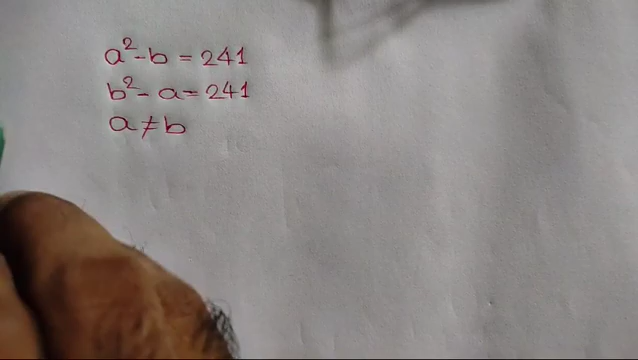 a² - b = 241
b² - a = 241
a ≠ b